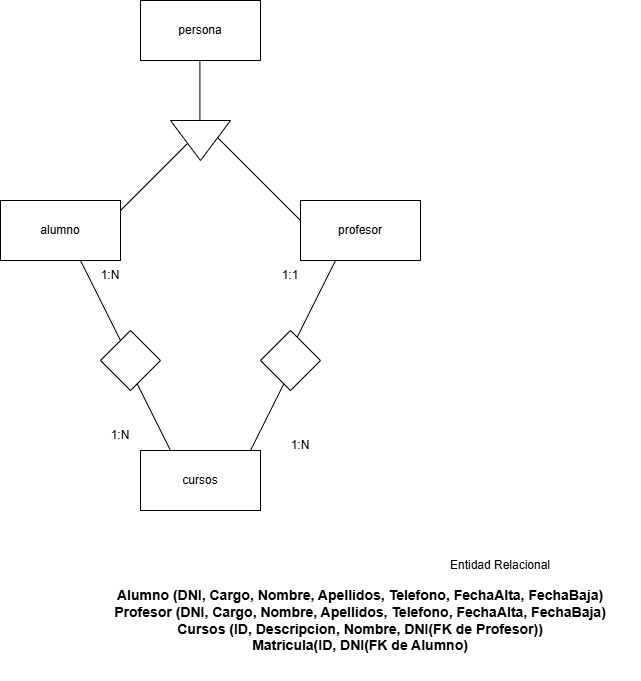 persona
alumno
profesor
1:N
1:1
1:N
1:N
cursos
Entidad Relacional
Alumno (DNI, Cargo, Nombre, Apellidos, Telefono, FechaAlta, FechaBaja)
Profesor (DNI, Cargo, Nombre, Apellidos, Telefono, FechaAlta, FechaBaja)
Cursos (ID, Descripcion, Nombre, DNI(FK de Profesor))
Matricula(ID, DNI(FK de Alumno)